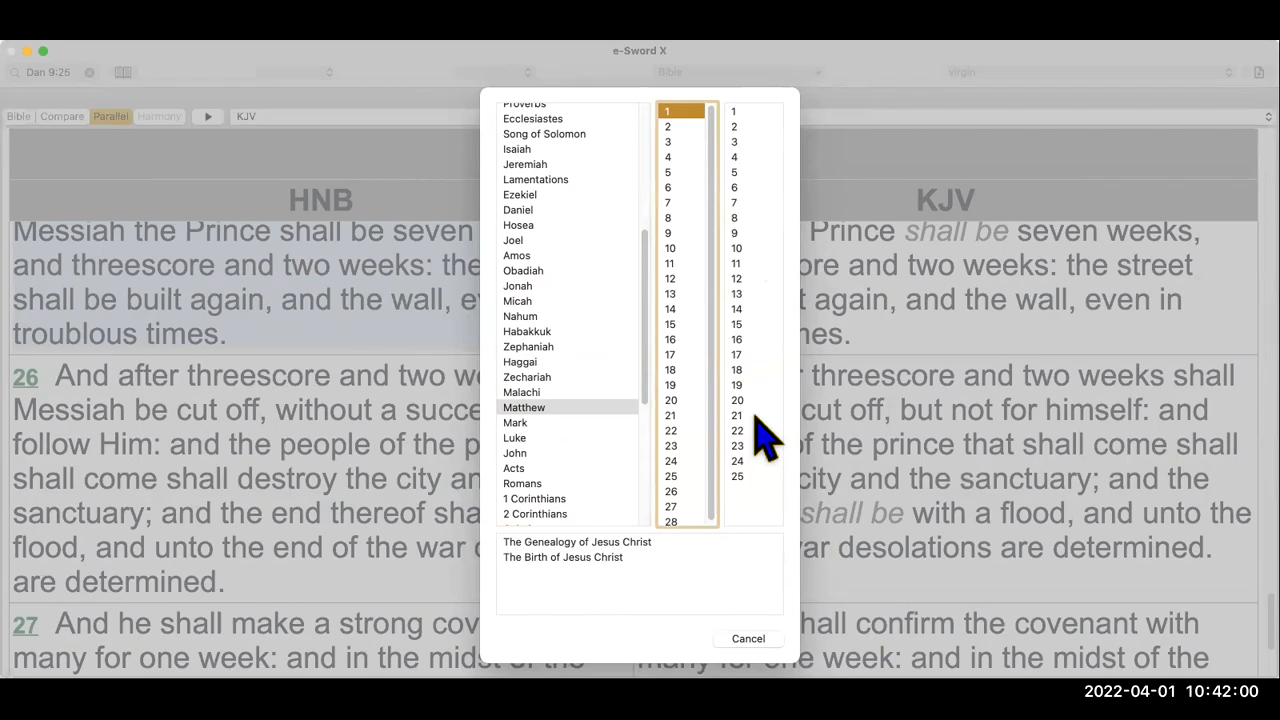 e-Sword X
Dan 9:25
Bible
Virgin
Bible Compare Parallel Harmony KJV
HNB
KJV
Messiah the Prince shall be seven
and threescore and two weeks: the
shall be built again, and the wall, ev
troublous times.
26 And after threescore and two we
Messiah be cut off, without a succe
follow Him: and the people of the p
shall come shall destroy the city an
sanctuary; and the end thereof sha
flood, and unto the end of the war d
are determined.
27 And he shall make a strong cov
many for one week: and in the midst of the
Proverbs
Ecclesiastes
Song of Solomon
Isaiah
Jeremiah
Lamentations
Ezekiel
Daniel
Hosea
Joel
Amos
Obadiah
Jonah
Micah
Nahum
Habakkuk
Zephaniah
Haggai
Zechariah
Malachi
Matthew
Mark
Luke
John
Acts
Romans
1 Corinthians
2 Corinthians
1
2
3
4
5
6
7
8
9
10
11
12
13
14
15
16
17
18
19
20
21
22
23
24
25
26
27
28
1
2
3
4
5
6
7
8
9
10
11
12
13
14
15
16
17
18
19
20
21
22
23
24
25
The Genealogy of Jesus Christ
The Birth of Jesus Christ
Cancel
Prince shall be seven weeks,
ore and two weeks: the street
t again, and the wall, even in
mes.
threescore and two weeks shall
cut off, but not for himself: and
of the prince that shall come shall
city and the sanctuary; and the
shall be with a flood, and unto the
ar desolations are determined.
hall confirm the covenant with
many for one week: and in the midst of the
2022-04-01 10:42:00